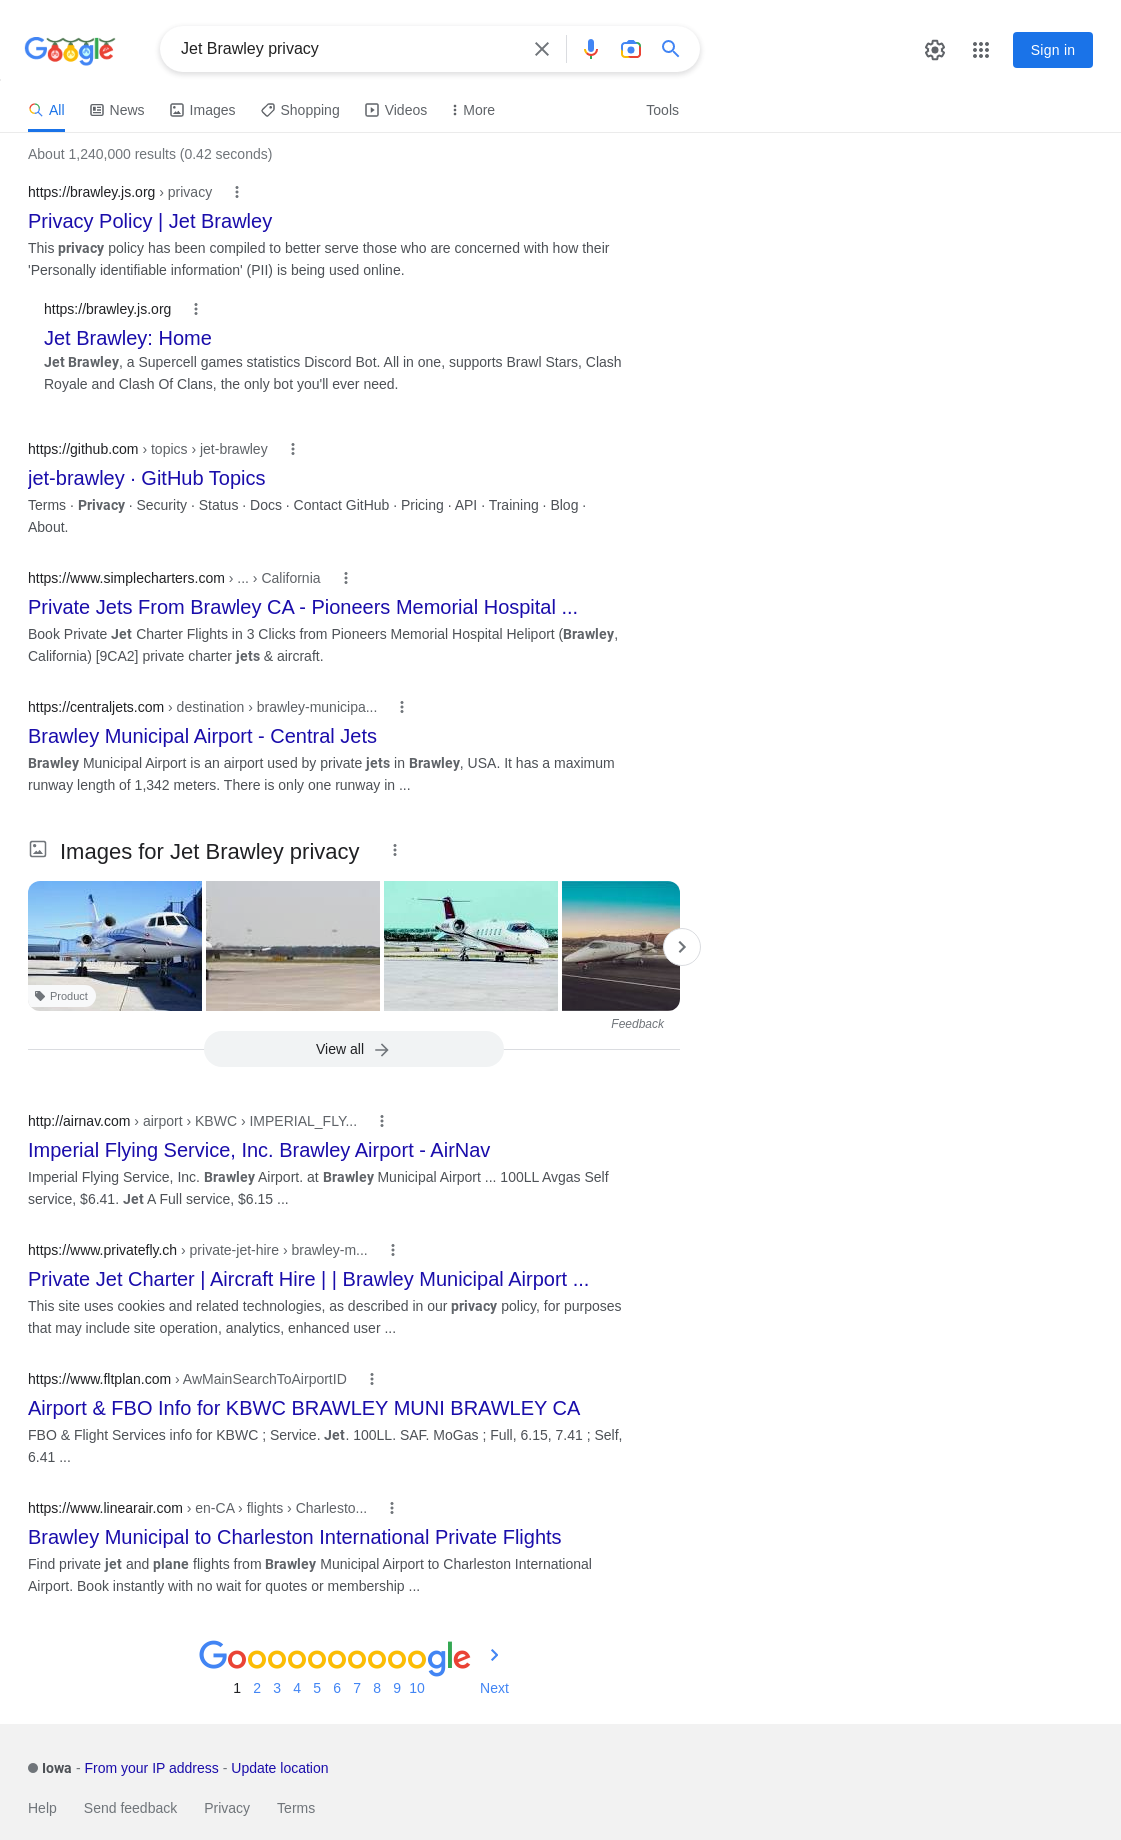 Google
Jet Brawley privacy
Sign in
All News Images Shopping Videos More Tools
About 1,240,000 results (0.42 seconds)
https://brawley.js.org › privacy
Privacy Policy | Jet Brawley
This privacy policy has been compiled to better serve those who are concerned with how their
'Personally identifiable information' (PII) is being used online.
https://brawley.js.org
Jet Brawley: Home
Jet Brawley, a Supercell games statistics Discord Bot. All in one, supports Brawl Stars, Clash
Royale and Clash Of Clans, the only bot you'll ever need.
https://github.com › topics › jet-brawley
jet-brawley · GitHub Topics
Terms · Privacy · Security · Status · Docs · Contact GitHub · Pricing · API · Training · Blog ·
About.
https://www.simplecharters.com › ... › California
Private Jets From Brawley CA - Pioneers Memorial Hospital ...
Book Private Jet Charter Flights in 3 Clicks from Pioneers Memorial Hospital Heliport (Brawley,
California) [9CA2] private charter jets & aircraft.
https://centraljets.com › destination › brawley-municipa...
Brawley Municipal Airport - Central Jets
Brawley Municipal Airport is an airport used by private jets in Brawley, USA. It has a maximum
runway length of 1,342 meters. There is only one runway in ...
Images for Jet Brawley privacy
Product
Feedback
View all
http://airnav.com › airport › KBWC › IMPERIAL_FLY...
Imperial Flying Service, Inc. Brawley Airport - AirNav
Imperial Flying Service, Inc. Brawley Airport. at Brawley Municipal Airport ... 100LL Avgas Self
service, $6.41. Jet A Full service, $6.15 ...
https://www.privatefly.ch › private-jet-hire › brawley-m...
Private Jet Charter | Aircraft Hire | | Brawley Municipal Airport ...
This site uses cookies and related technologies, as described in our privacy policy, for purposes
that may include site operation, analytics, enhanced user ...
https://www.fltplan.com › AwMainSearchToAirportID
Airport & FBO Info for KBWC BRAWLEY MUNI BRAWLEY CA
FBO & Flight Services info for KBWC ; Service. Jet. 100LL. SAF. MoGas ; Full, 6.15, 7.41 ; Self,
6.41 ...
https://www.linearair.com › en-CA › flights › Charlesto...
Brawley Municipal to Charleston International Private Flights
Find private jet and plane flights from Brawley Municipal Airport to Charleston International
Airport. Book instantly with no wait for quotes or membership ...
Goooooooooogle
1 2 3 4 5 6 7 8 9 10 Next
Iowa - From your IP address - Update location
Help Send feedback Privacy Terms